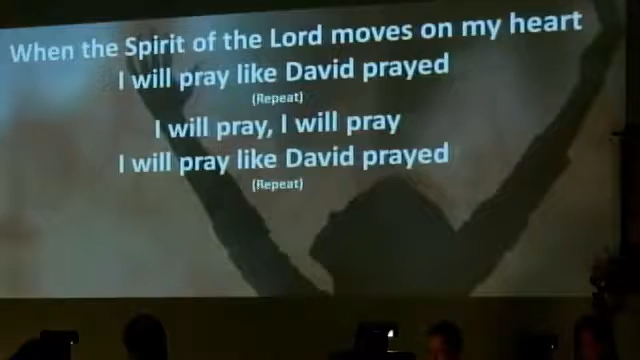 When the Spirit of the Lord moves on my heart
I will pray like David prayed
(Repeat)
I will pray, I will pray
I will pray like David prayed
(Repeat)